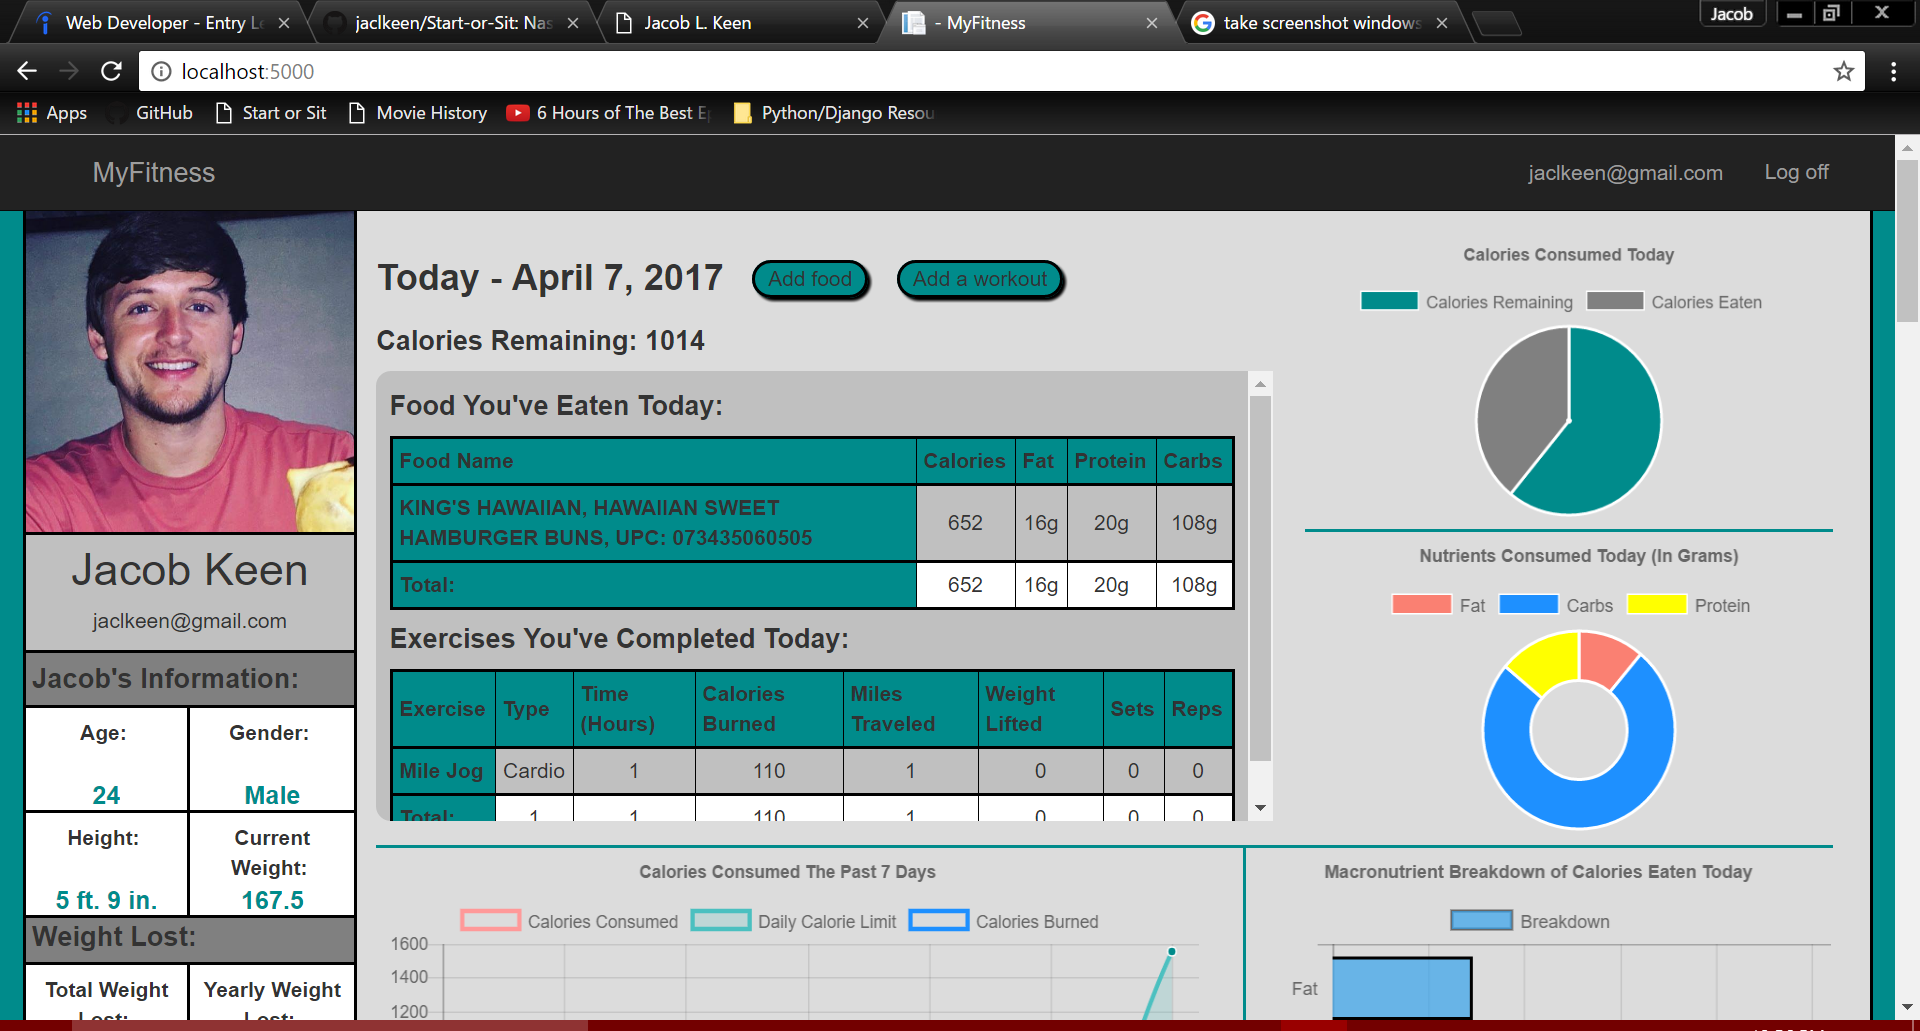 Web Developer - Entry Le
jaclkeen/Start-or-Sit: Nas
Jacob L. Keen
- MyFitness
take screenshot windows
Jacob
localhost:5000
Apps
GitHub
Start or Sit
Movie History
6 Hours of The Best Ep
Python/Django Resou
MyFitness
jaclkeen@gmail.com
Log off
Jacob Keen
jaclkeen@gmail.com
Jacob's Information:
Age:
24
Gender:
Male
Height:
5 ft. 9 in.
Current
Weight:
167.5
Weight Lost:
Total Weight
Lost:
Yearly Weight
Lost:
Today - April 7, 2017
Add food
Add a workout
Calories Remaining: 1014
Food You've Eaten Today:
Food Name Calories Fat Protein Carbs
KING'S HAWAIIAN, HAWAIIAN SWEET
HAMBURGER BUNS, UPC: 073435060505
652 16g 20g 108g
Total: 652 16g 20g 108g
Exercises You've Completed Today:
Exercise Type Time (Hours) Calories Burned Miles Traveled Weight Lifted Sets Reps
Mile Jog Cardio 1 110 1 0 0 0
Total: 1 1 110 1 0 0 0
Calories Consumed Today
Calories Remaining Calories Eaten
Nutrients Consumed Today (In Grams)
Fat Carbs Protein
Calories Consumed The Past 7 Days
Calories Consumed Daily Calorie Limit Calories Burned
1600
1400
1200
Macronutrient Breakdown of Calories Eaten Today
Breakdown
Fat